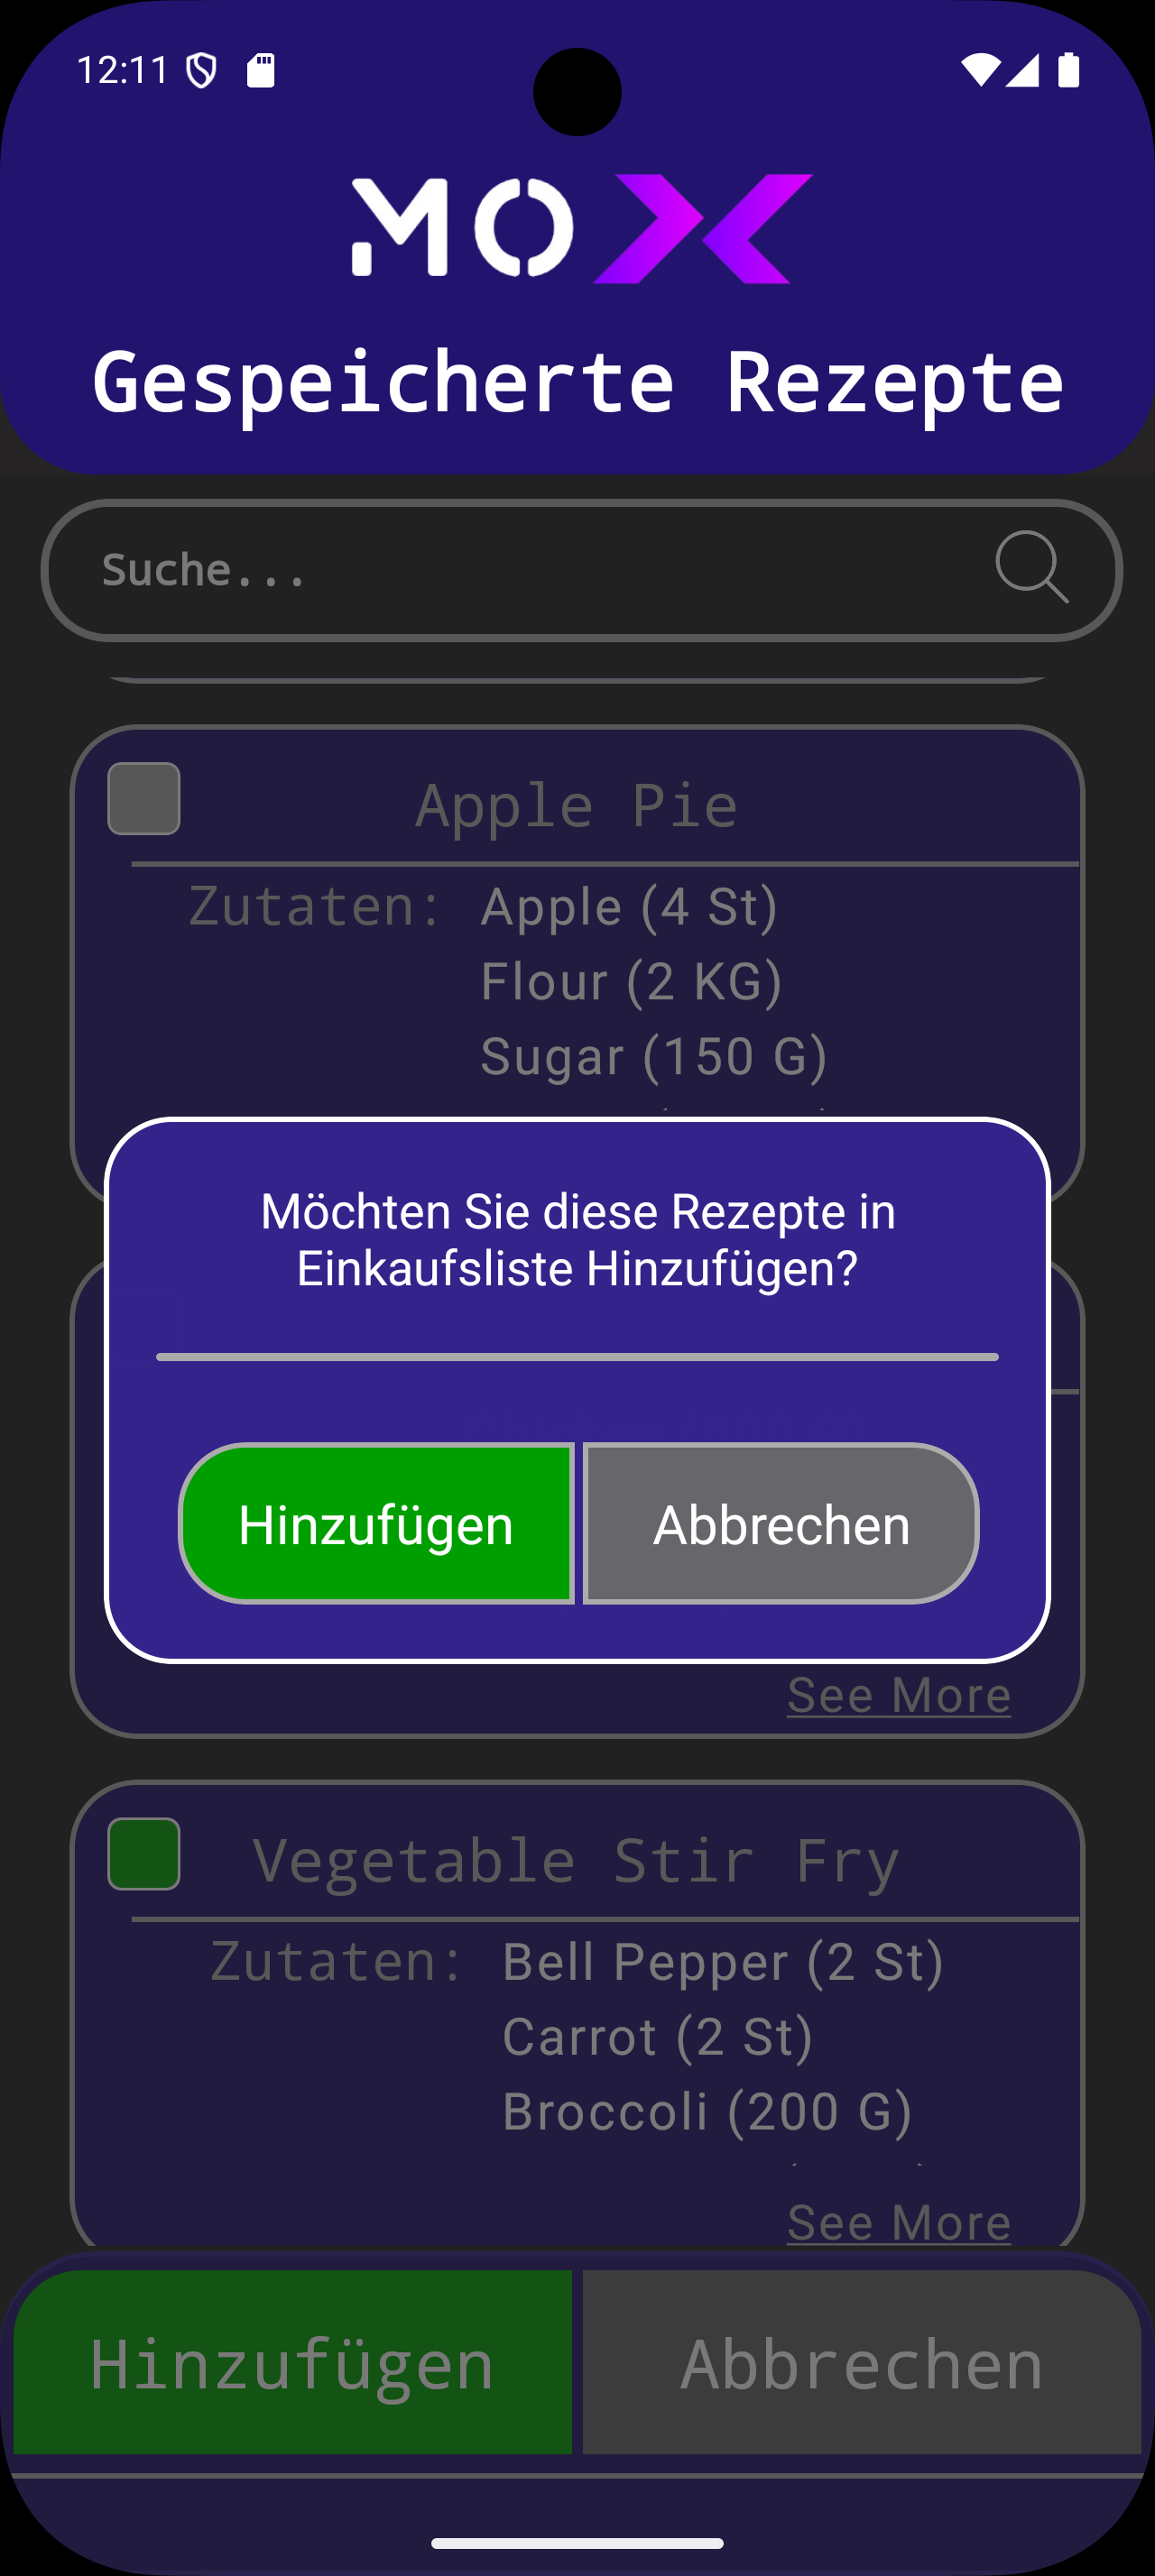 12:11
MOX
Gespeicherte Rezepte
Suche...
Apple Pie
Zutaten: Apple (4 St)
Flour (2 KG)
Sugar (150 G)
Möchten Sie diese Rezepte in
Einkaufsliste Hinzufügen?
Hinzufügen Abbrechen
See More
Vegetable Stir Fry
Zutaten: Bell Pepper (2 St)
Carrot (2 St)
Broccoli (200 G)
See More
Hinzufügen Abbrechen